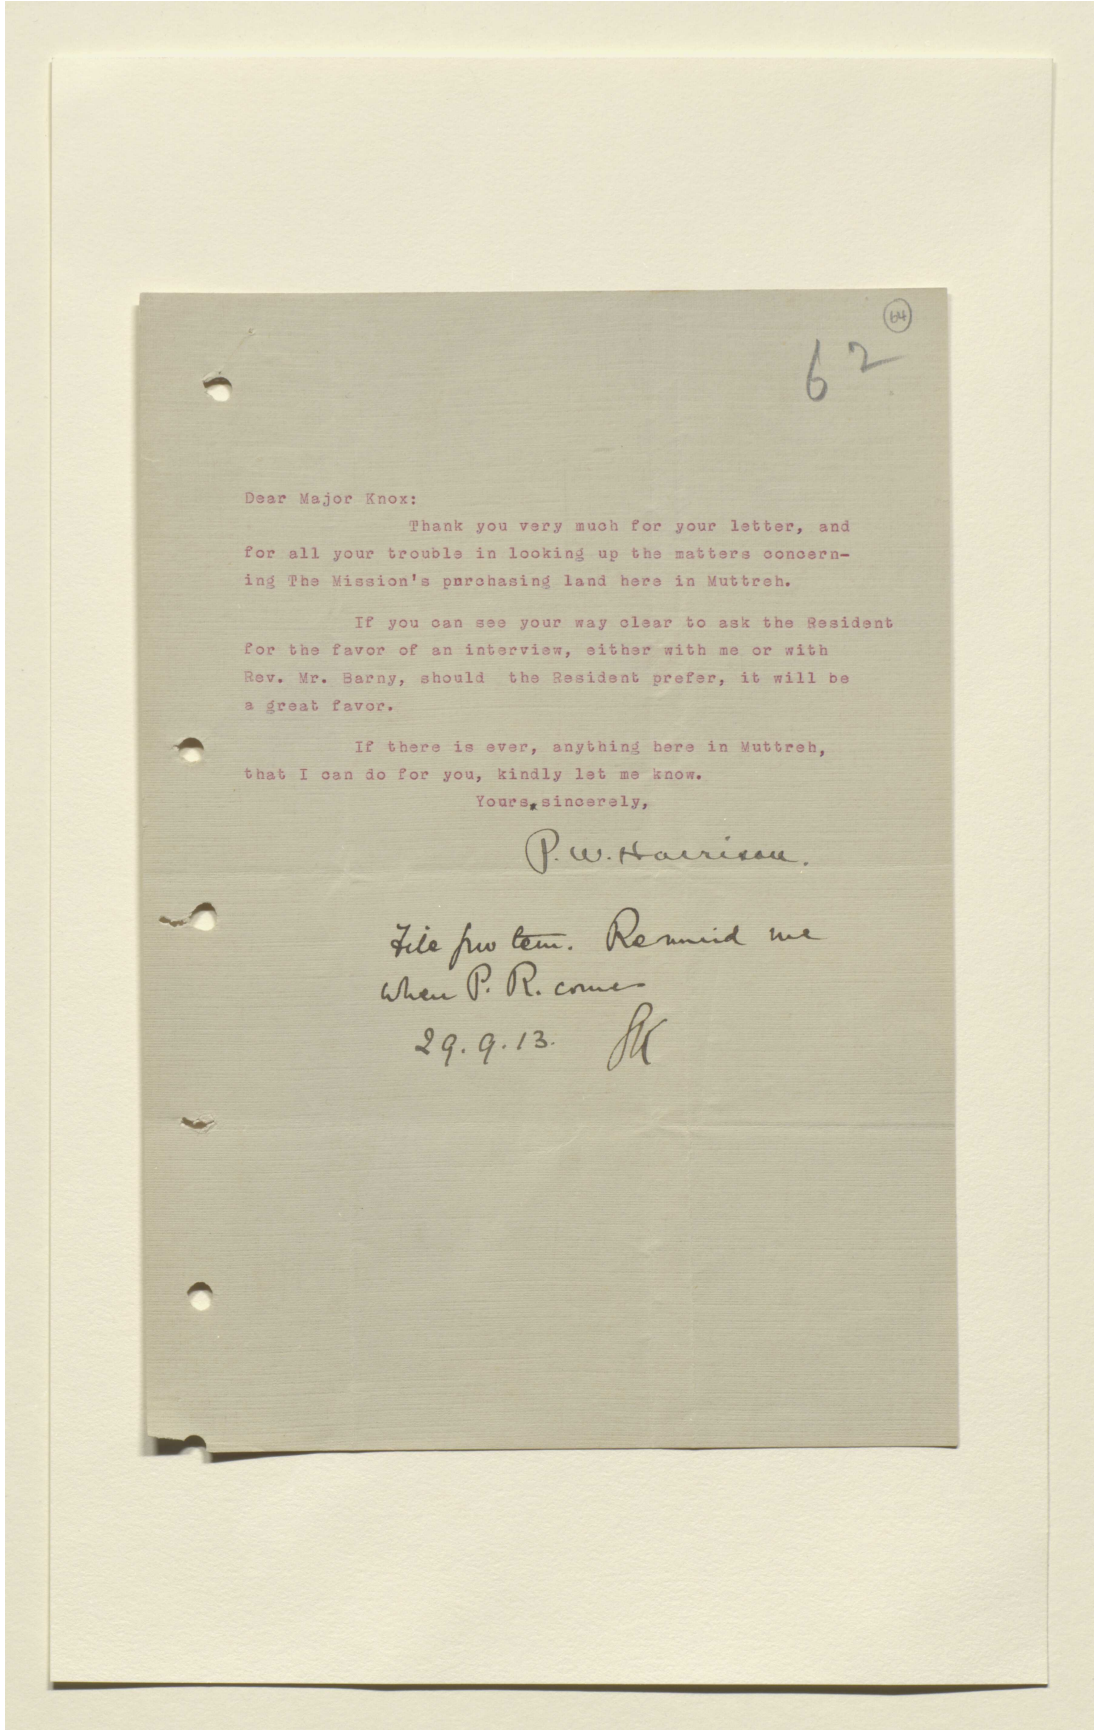 64
62
Dear Major Knox:
Thank you very much for your letter, and
for all your trouble in looking up the matters concern-
ing The Mission's purchasing land here in Muttreh.
If you can see your way clear to ask the Resident
for the favor of an interview, either with me or with
Rev. Mr. Barny, should the Resident prefer, it will be
a great favor.
If there is ever, anything here in Muttreh,
that I can do for you, kindly let me know.
Yours sincerely,
P. W. Harrison.
File pro tem. Remind me
when P. R. comes
29.9.13. SK